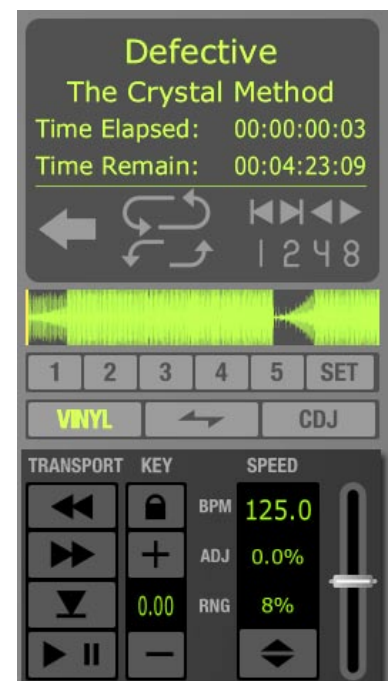 Defective
The Crystal Method
Time Elapsed: 00:00:00:03
Time Remain: 00:04:23:09
1 2 4 8
1 2 3 4 5 SET
VINYL CDJ
TRANSPORT KEY SPEED
BPM 125.0
ADJ 0.0%
0.00 RNG 8%